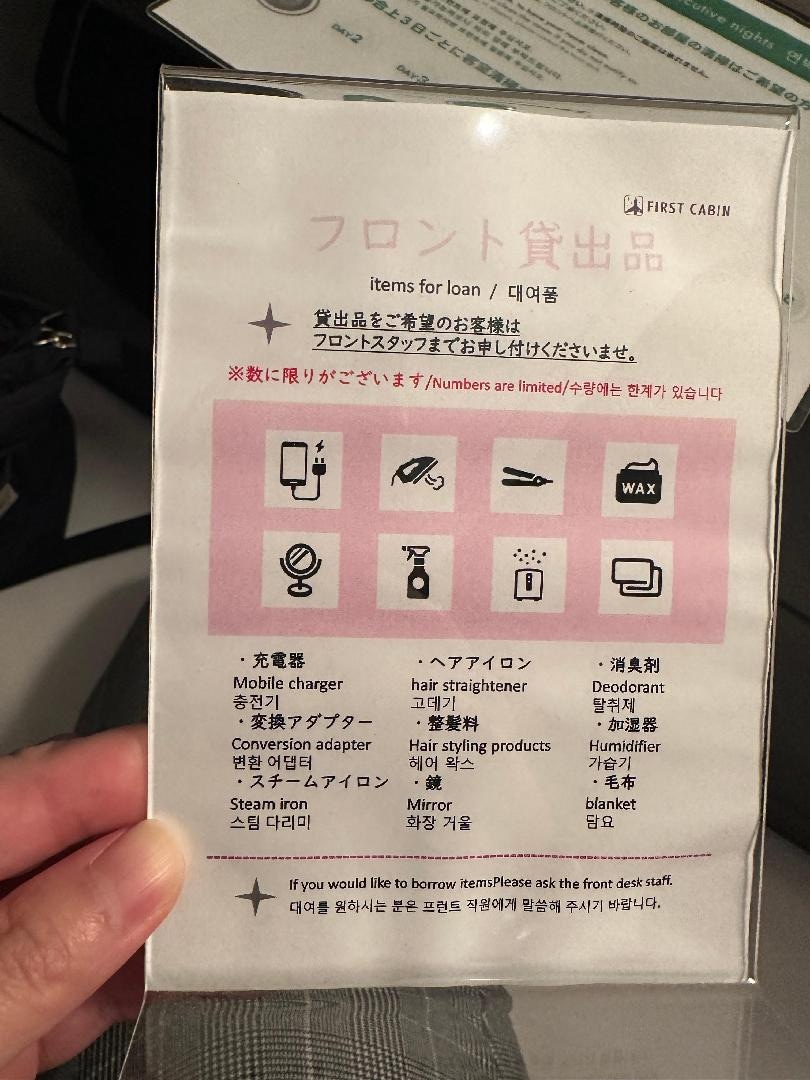 DAY2
DAY3
FIRST CABIN
フロント貸出品
items for loan / 대여품
貸出品をご希望のお客様は
フロントスタッフまでお申し付けくださいませ。
※数に限りがございます/Numbers are limited/수량에는 한계가 있습니다
WAX
・充電器
Mobile charger
충전기
・変換アダプター
Conversion adapter
변환 어댑터
・スチームアイロン
Steam iron
스팀 다리미
・ヘアアイロン
hair straightener
고데기
・整髪料
Hair styling products
헤어 왁스
・鏡
Mirror
화장 거울
・消臭剤
Deodorant
탈취제
・加湿器
Humidifier
가습기
・毛布
blanket
담요
If you would like to borrow itemsPlease ask the front desk staff.
대여를 원하시는 분은 프런트 직원에게 말씀해 주시기 바랍니다.